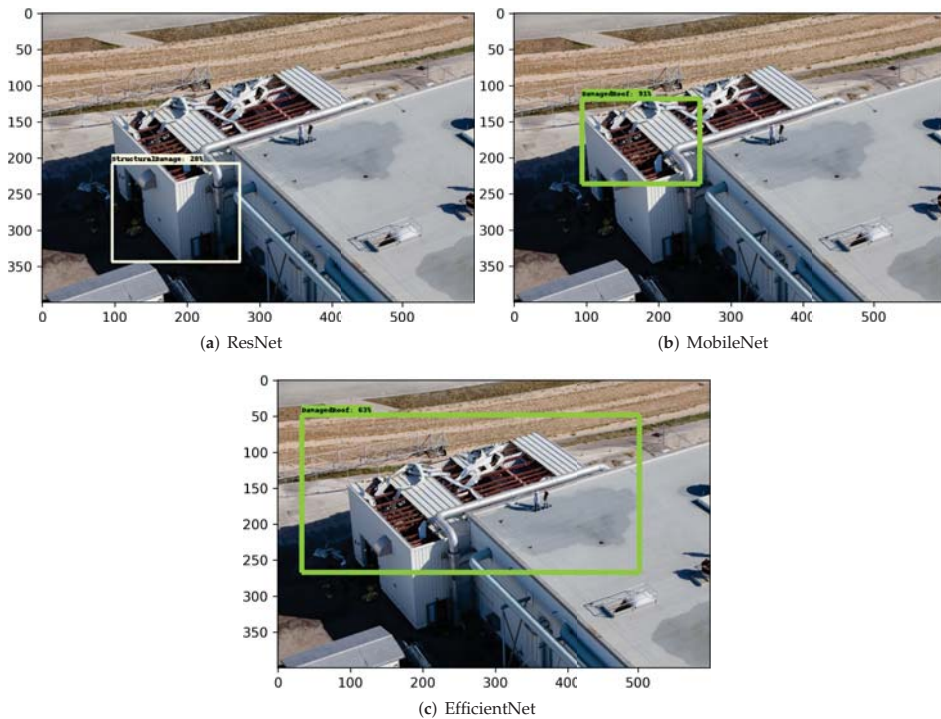 0
50
100
150
200
250
300
350
StructuralDamage: 28%
0 100 200 300 400 500
(a) ResNet
0
50
100
150
200
250
300
350
DamagedRoof: 91%
0 100 200 300 400 500
(b) MobileNet
0
50
100
150
200
250
300
350
DamagedRoof: 63%
0 100 200 300 400 500
(c) EfficientNet